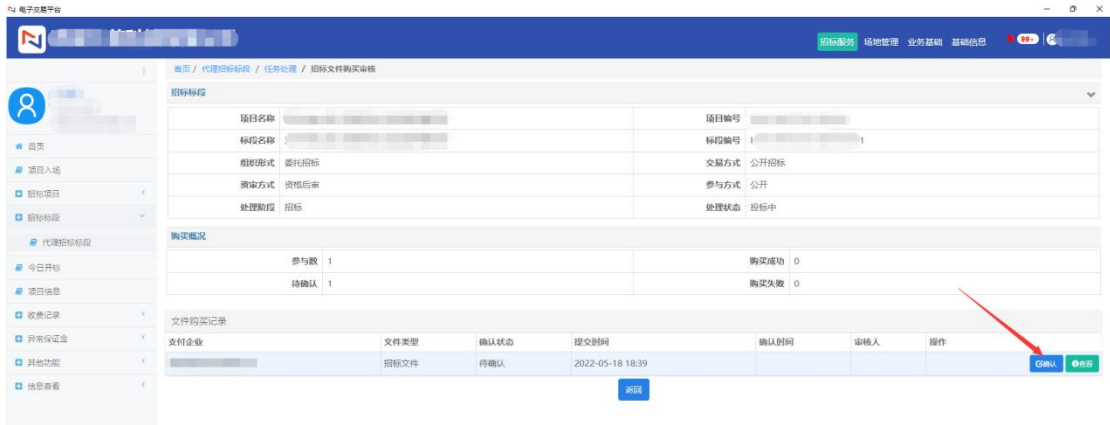 电子交易平台
招标服务 场地管理 业务基础 基础信息 99+
首页 / 代理招标标段 / 任务处理 / 招标文件购买审核
招标标段
项目名称 项目编号
标段名称 标段编号 1
组织形式 委托招标 交易方式 公开招标
资审方式 资格后审 参与方式 公开
处理阶段 招标 处理状态 投标中
首页
项目入场
招标项目
招标标段
代理招标标段
今日开标
项目信息
收费记录
异常保证金
其他功能
信息查看
购买概况
参与数 1 购买成功 0
待确认 1 购买失败 0
文件购买记录
支付企业 文件类型 确认状态 提交时间 确认时间 审核人 操作
招标文件 待确认 2022-05-18 18:39 确认 查看
返回